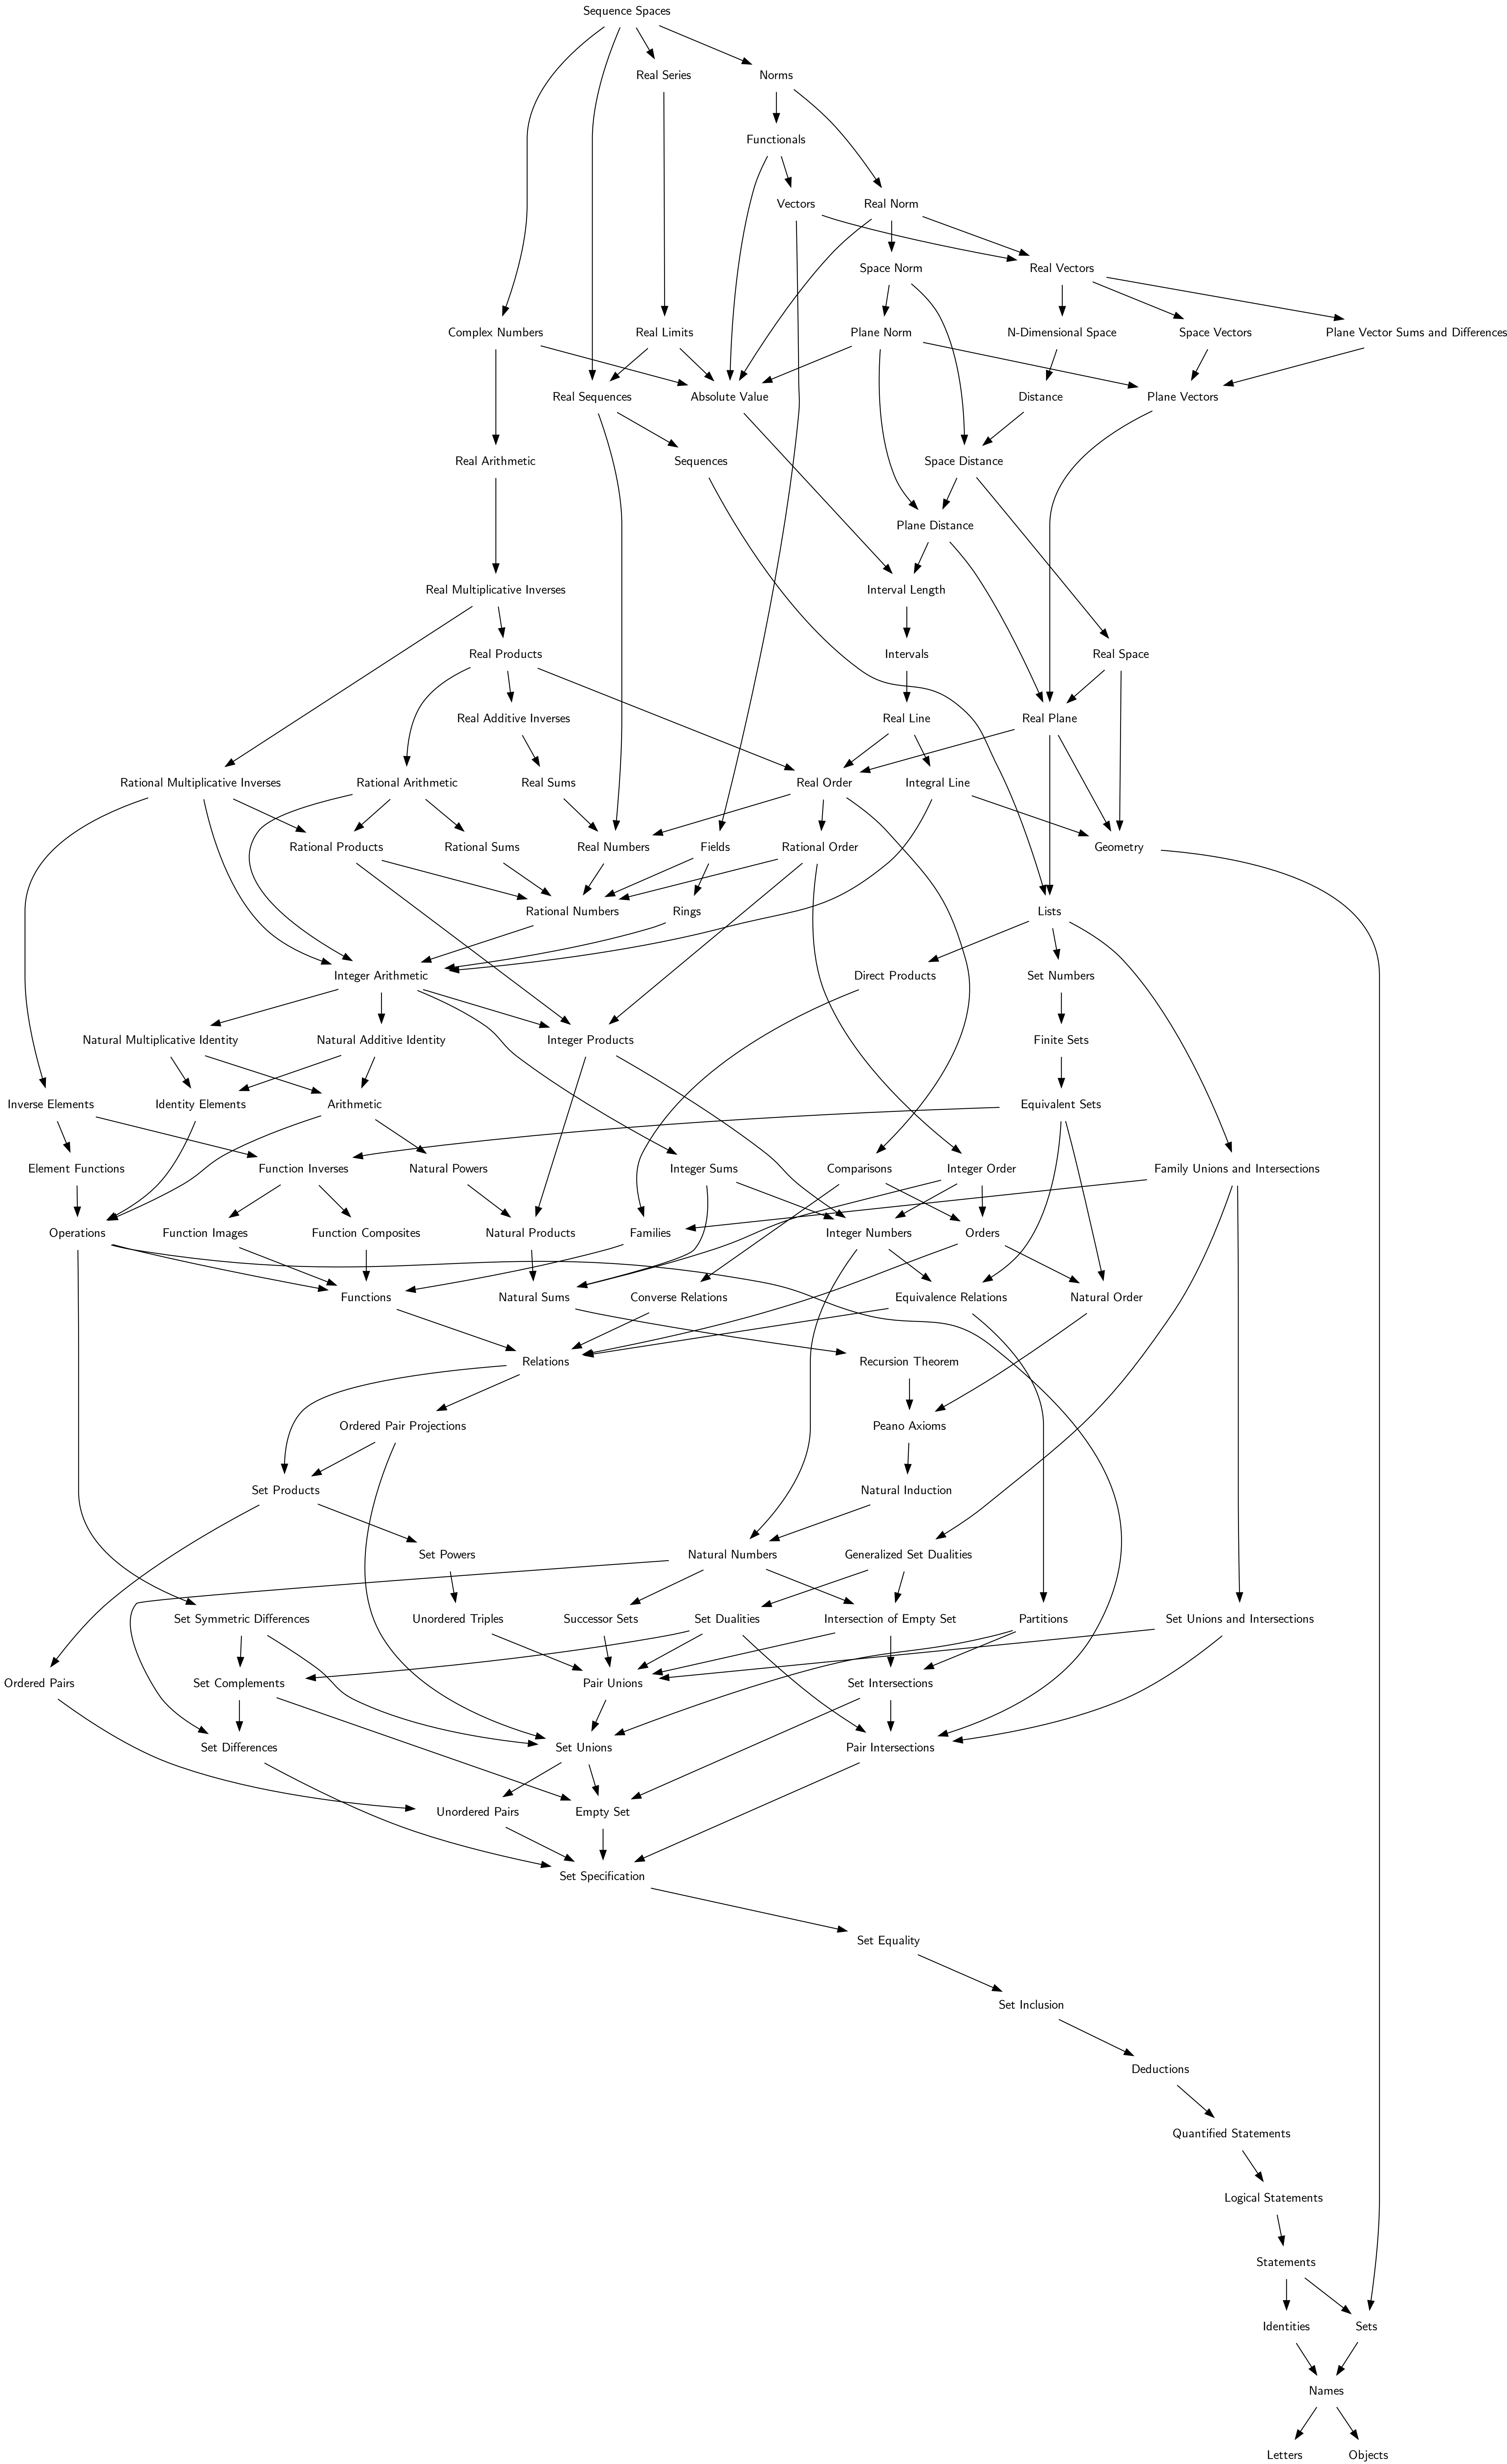 Sequence Spaces
Real Series
Norms
Functionals
Vectors
Real Norm
Space Norm
Real Vectors
Complex Numbers
Real Limits
Plane Norm
N-Dimensional Space
Space Vectors
Plane Vector Sums and Differences
Real Sequences
Absolute Value
Distance
Plane Vectors
Real Arithmetic
Sequences
Space Distance
Plane Distance
Real Multiplicative Inverses
Interval Length
Real Products
Intervals
Real Space
Real Additive Inverses
Real Line
Real Plane
Rational Multiplicative Inverses
Rational Arithmetic
Real Sums
Real Order
Integral Line
Rational Products
Rational Sums
Real Numbers
Fields
Rational Order
Geometry
Rational Numbers
Rings
Lists
Integer Arithmetic
Direct Products
Set Numbers
Natural Multiplicative Identity
Natural Additive Identity
Integer Products
Finite Sets
Inverse Elements
Identity Elements
Arithmetic
Equivalent Sets
Element Functions
Function Inverses
Natural Powers
Integer Sums
Comparisons
Integer Order
Family Unions and Intersections
Operations
Function Images
Function Composites
Natural Products
Families
Integer Numbers
Orders
Functions
Natural Sums
Converse Relations
Equivalence Relations
Natural Order
Relations
Recursion Theorem
Ordered Pair Projections
Peano Axioms
Set Products
Natural Induction
Set Powers
Natural Numbers
Generalized Set Dualities
Set Symmetric Differences
Unordered Triples
Successor Sets
Set Dualities
Intersection of Empty Set
Partitions
Set Unions and Intersections
Ordered Pairs
Set Complements
Pair Unions
Set Intersections
Set Differences
Set Unions
Pair Intersections
Unordered Pairs
Empty Set
Set Specification
Set Equality
Set Inclusion
Deductions
Quantified Statements
Logical Statements
Statements
Identities
Sets
Names
Letters
Objects